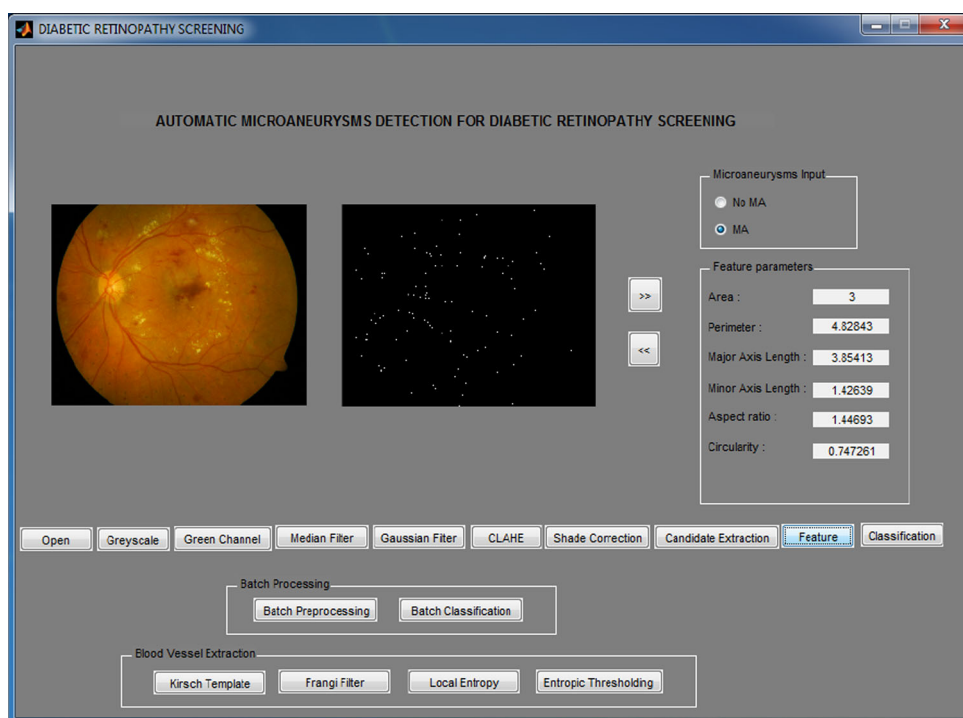 DIABETIC RETINOPATHY SCREENING
AUTOMATIC MICROANEURYSMS DETECTION FOR DIABETIC RETINOPATHY SCREENING
Microaneurysms Input
No MA
MA
Feature parameters
Area : 3
Perimeter : 4.82843
Major Axis Length : 3.85413
Minor Axis Length : 1.42639
Aspect ratio : 1.44693
Circularity : 0.747261
>>
<<
Open Greyscale Green Channel Median Filter Gaussian Filter CLAHE Shade Correction Candidate Extraction Feature Classification
Batch Processing
Batch Preprocessing Batch Classification
Blood Vessel Extraction
Kirsch Template Frangi Filter Local Entropy Entropic Thresholding